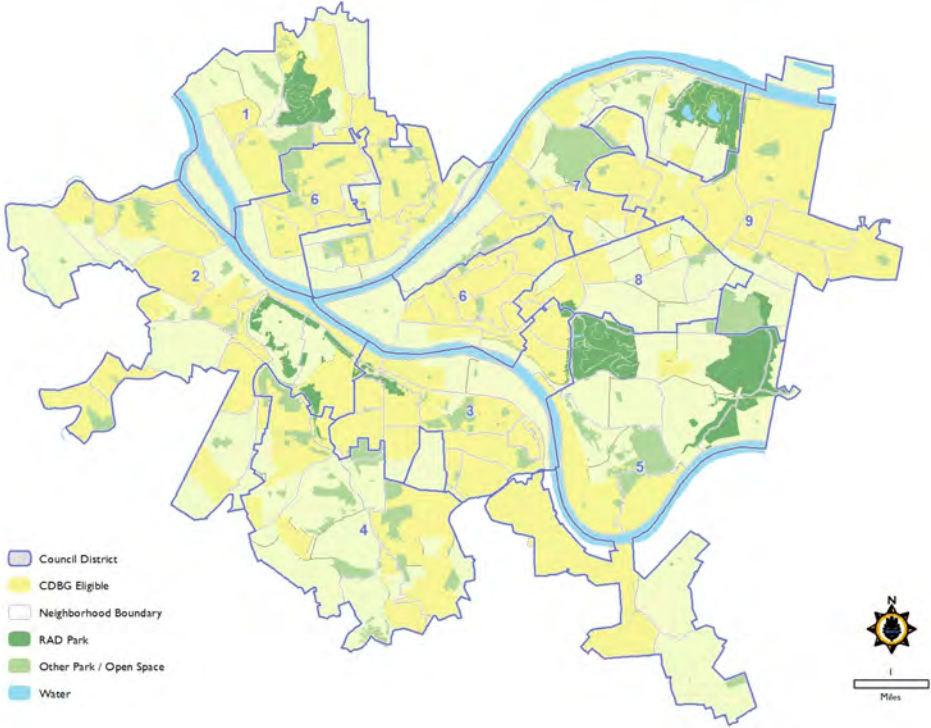 1
6
7
7
9
2
6
8
3
5
4
Council District
CDBG Eligible
Neighborhood Boundary
RAD Park
Other Park / Open Space
Water
N
1
Miles